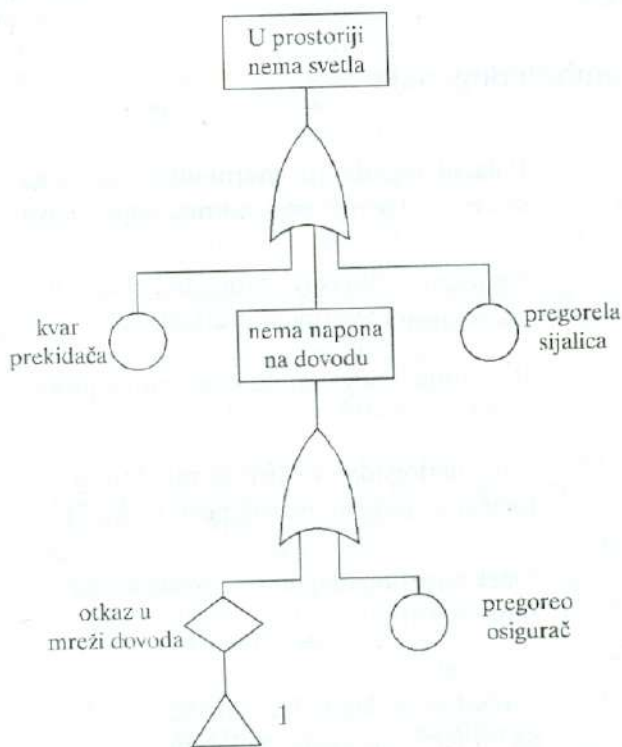 U prostoriji
nema svetla
kvar
prekidača
nema napona
na dovodu
pregorela
sijalica
otkaz u
mreži dovoda
pregoreo
osigurač
1